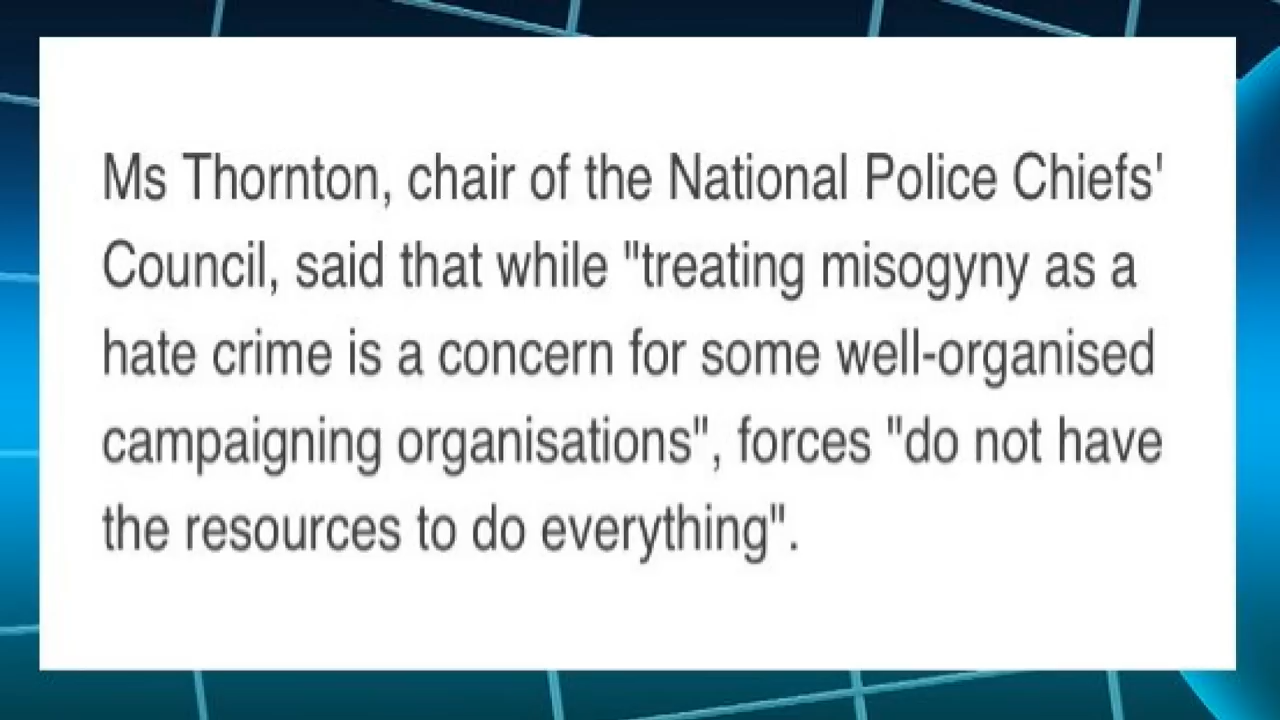 Ms Thornton, chair of the National Police Chiefs'
Council, said that while "treating misogyny as a
hate crime is a concern for some well-organised
campaigning organisations", forces "do not have
the resources to do everything".